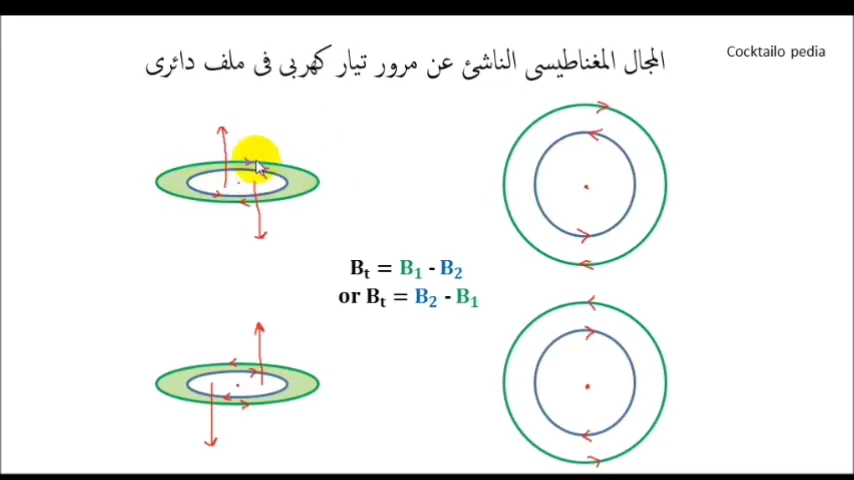 المجال المغناطيسى الناشئ عن مرور تيار كهربى فى ملف دائرى
Cocktailo pedia
Bt = B1 - B2
or Bt = B2 - B1